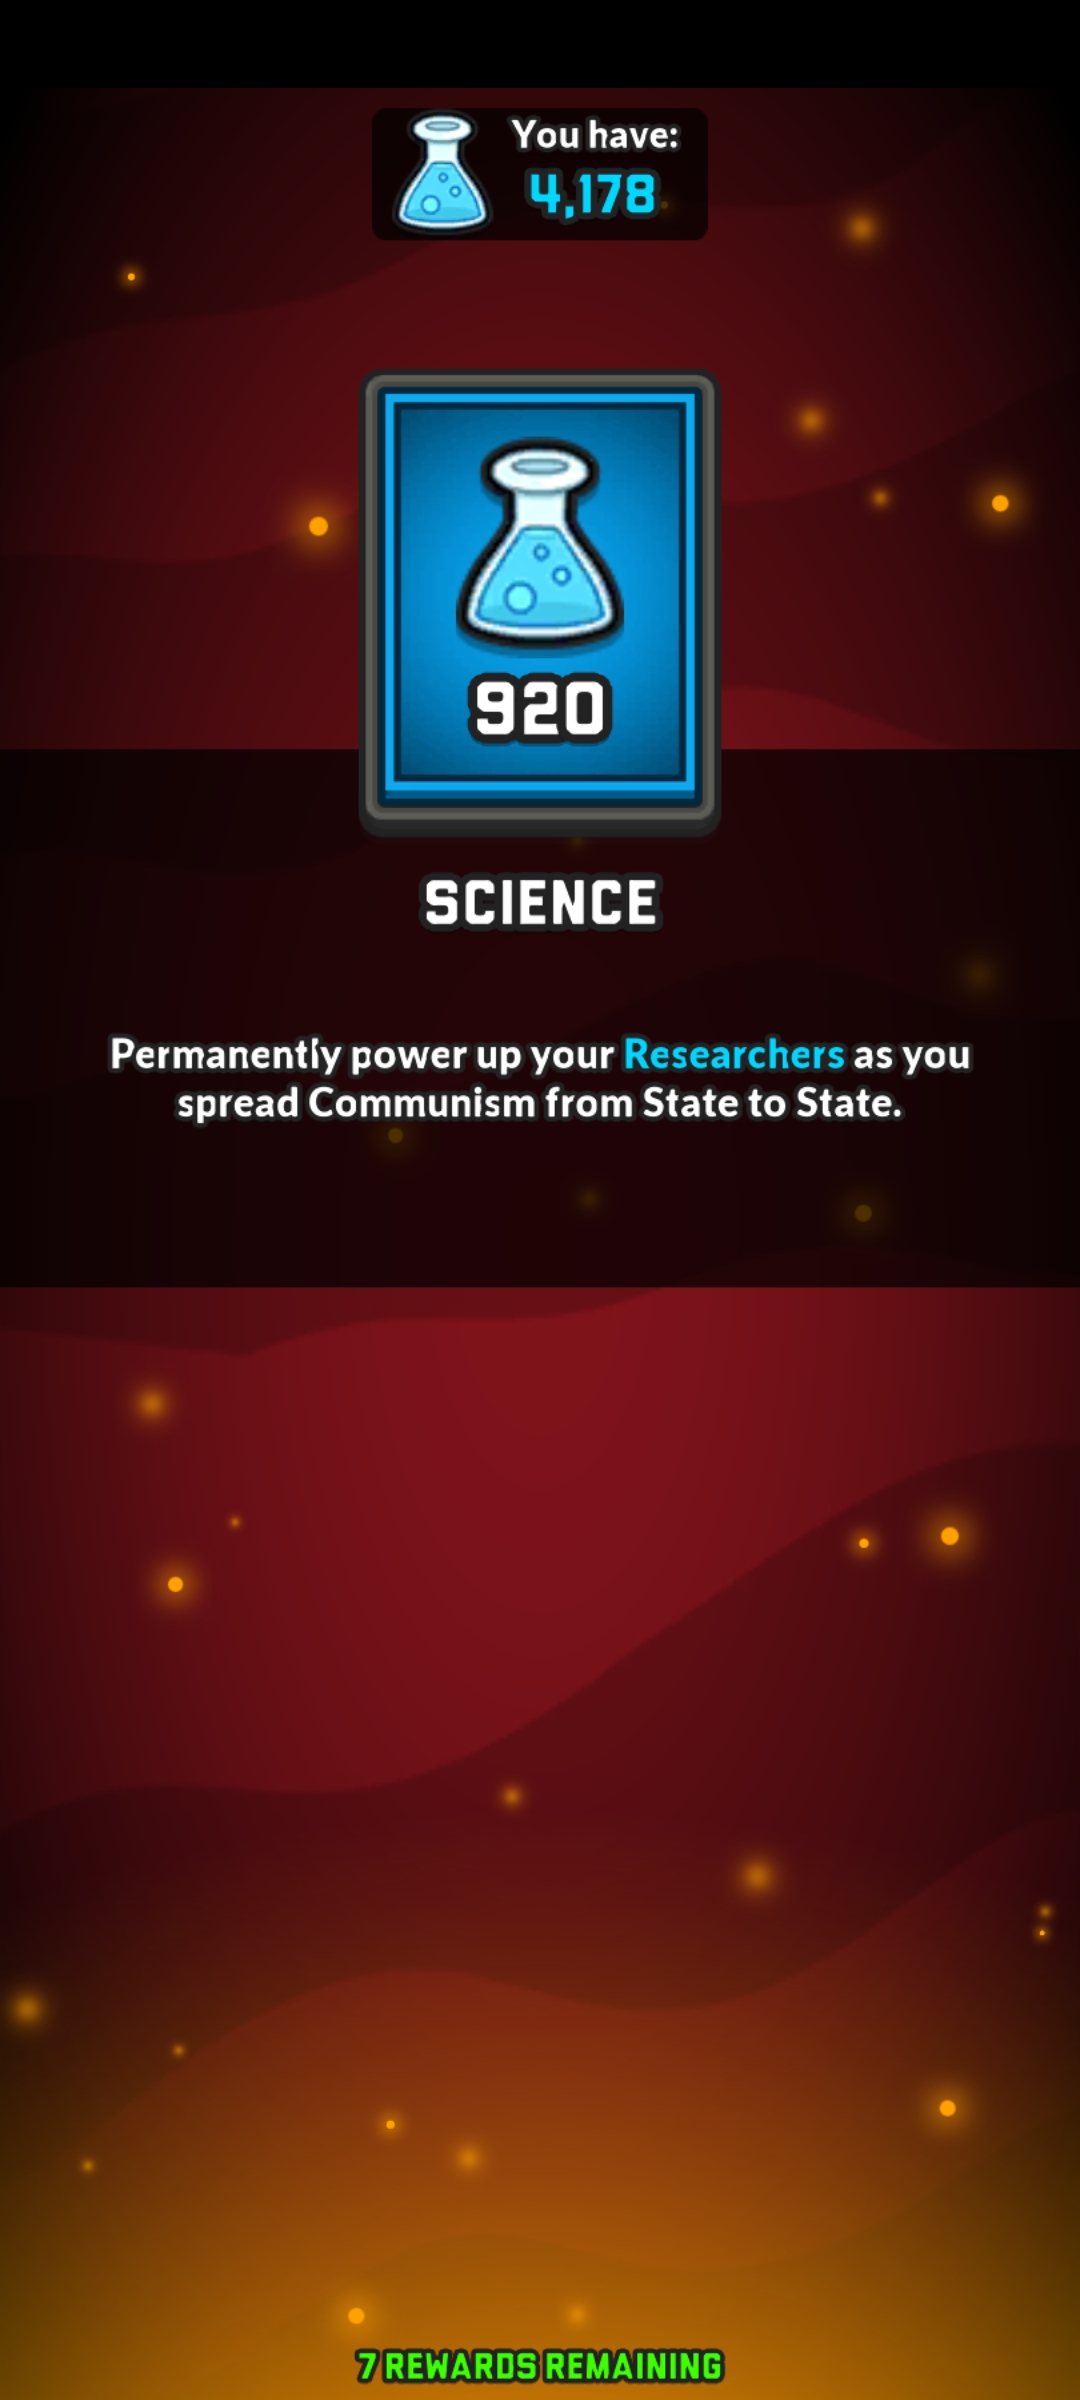 You have:
4,178
920
SCIENCE
Permanently power up your Researchers as you
spread Communism from State to State.
7 REWARDS REMAINING